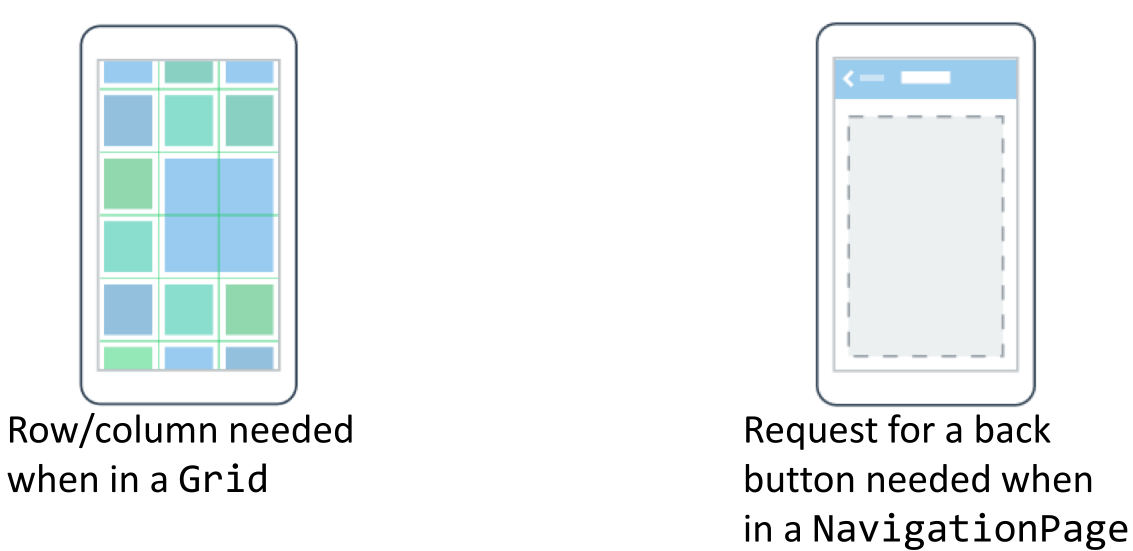 Row/column needed
when in a Grid
Request for a back
button needed when
in a NavigationPage